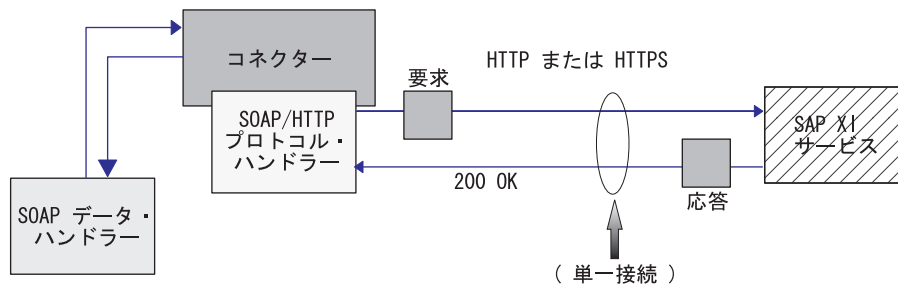 コネクター
HTTP または HTTPS
要求
SOAP/HTTP
プロトコル・
ハンドラー
SAP XI
サービス
200 OK
応答
SOAP データ・
ハンドラー
( 単一接続 )